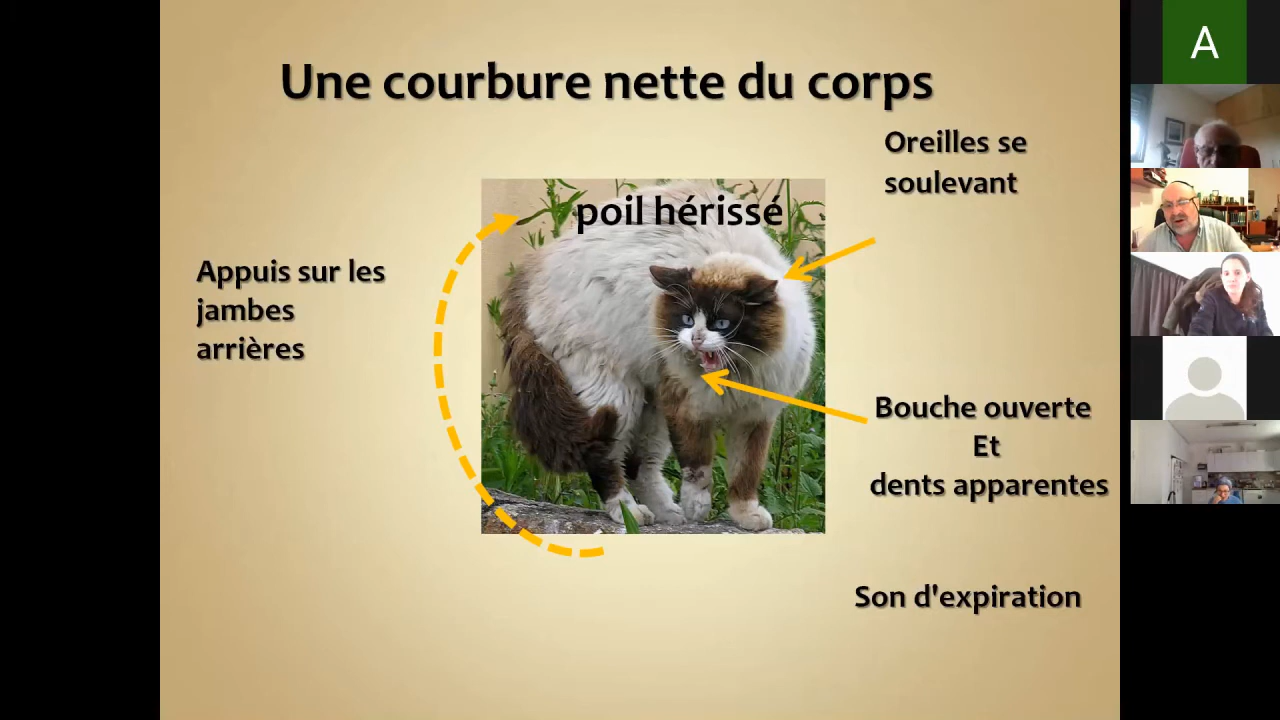 Une courbure nette du corps
Oreilles se
soulevant
poil hérissé
Appuis sur les
jambes
arrières
Bouche ouverte
Et
dents apparentes
Son d'expiration
A